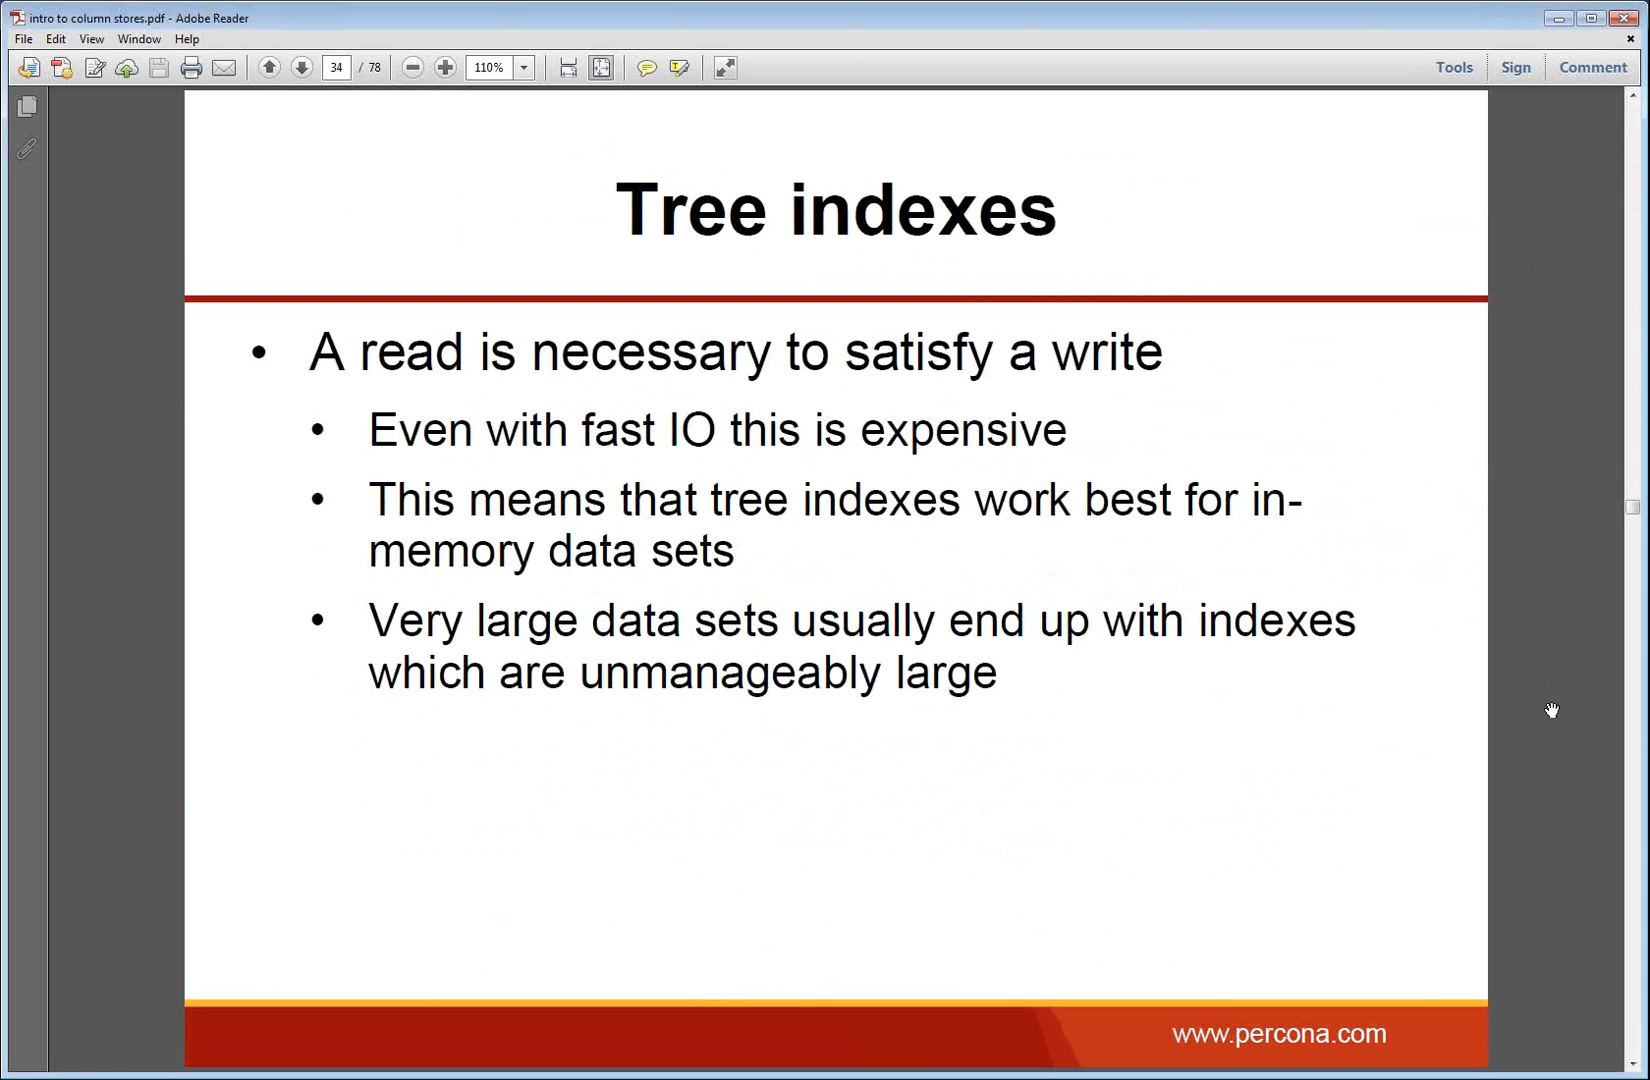 intro to column stores.pdf - Adobe Reader
File Edit View Window Help
34 / 78 110% Tools Sign Comment
Tree indexes
• A read is necessary to satisfy a write
• Even with fast IO this is expensive
• This means that tree indexes work best for in-
memory data sets
• Very large data sets usually end up with indexes
which are unmanageably large
www.percona.com